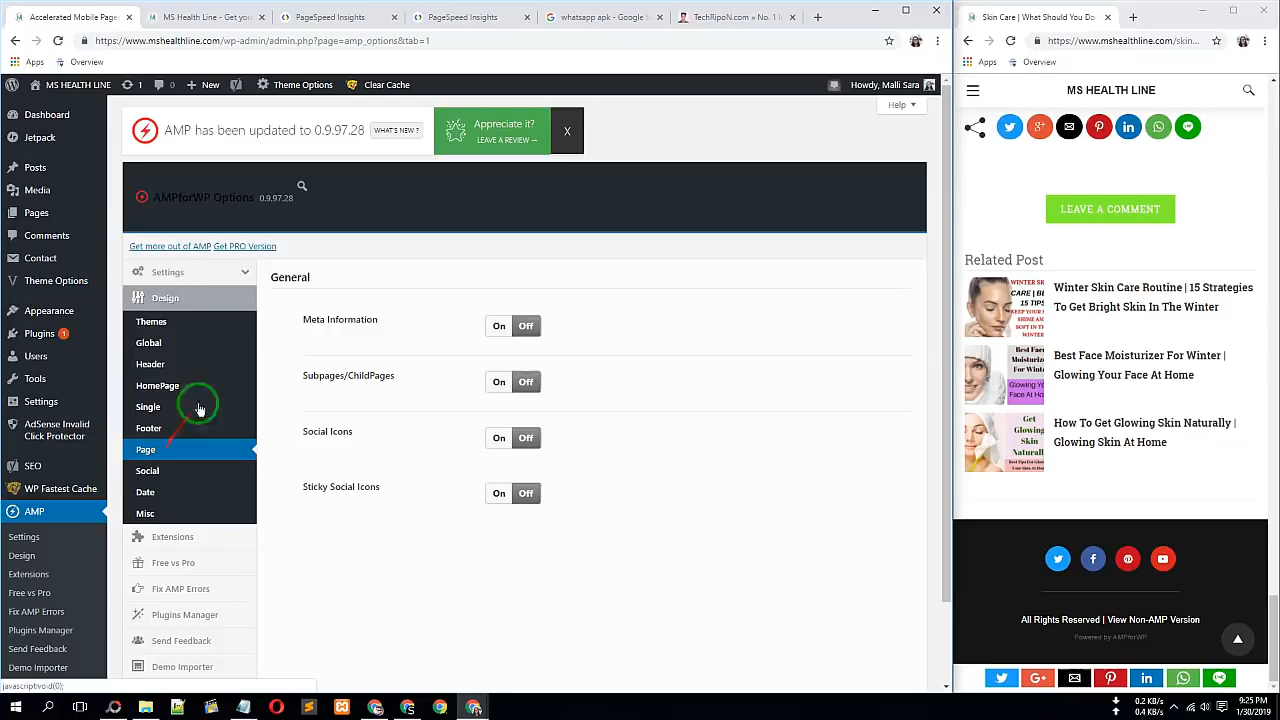 Accelerated Mobile Page
MS Health Line - Get you
PageSpeed Insights
PageSpeed Insights
whatsapp apk - Google S
TechRipoN.com » No. 1 I
https://www.mshealthline.com/wp-admin/admin.php?page=amp_options&tab=1
Apps
Overview
MS HEALTH LINE
1
0
New
Theme Options
Clear Cache
Howdy, Malli Sara
Help
Dashboard
Jetpack
Posts
Media
Pages
Comments
Contact
Theme Options
Appearance
Plugins 1
Users
Tools
Settings
AdSense Invalid
Click Protector
SEO
WP Fastest Cache
AMP
Settings
Design
Extensions
Free vs Pro
Fix AMP Errors
Plugins Manager
Send Feedback
Demo Importer
AMP has been updated to 0.9.97.28
WHAT'S NEW ?
Appreciate it?
LEAVE A REVIEW →
X
AMPforWP Options 0.9.97.28
Get more out of AMP Get PRO Version
Settings
Design
Themes
Global
Header
HomePage
Single
Footer
Page
Social
Date
Misc
Extensions
Free vs Pro
Fix AMP Errors
Plugins Manager
Send Feedback
Demo Importer
General
Meta Information
On Off
Subpages/ChildPages
On Off
Social Icons
On Off
Sticky Social Icons
On Off
javascript:void(0);
Skin Care | What Should You Do
https://www.mshealthline.com/skin...
Apps
Overview
MS HEALTH LINE
LEAVE A COMMENT
Related Post
Winter Skin Care Routine | 15 Strategies
To Get Bright Skin In The Winter
Best Face Moisturizer For Winter |
Glowing Your Face At Home
How To Get Glowing Skin Naturally |
Glowing Skin At Home
All Rights Reserved | View Non-AMP Version
Powered by AMPforWP
0.2 KB/s
0.4 KB/s
9:25 PM
1/30/2019